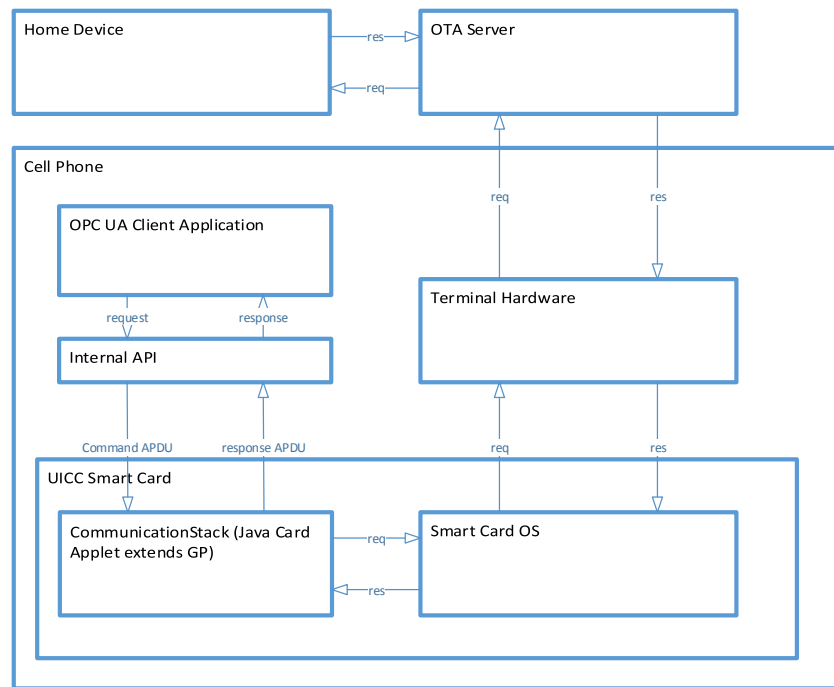 Home Device
OTA Server
res
req
Cell Phone
req
res
OPC UA Client Application
request
response
Terminal Hardware
Internal API
Command APDU
response APDU
req
res
UICC Smart Card
CommunicationStack (Java Card
Applet extends GP)
Smart Card OS
req
res